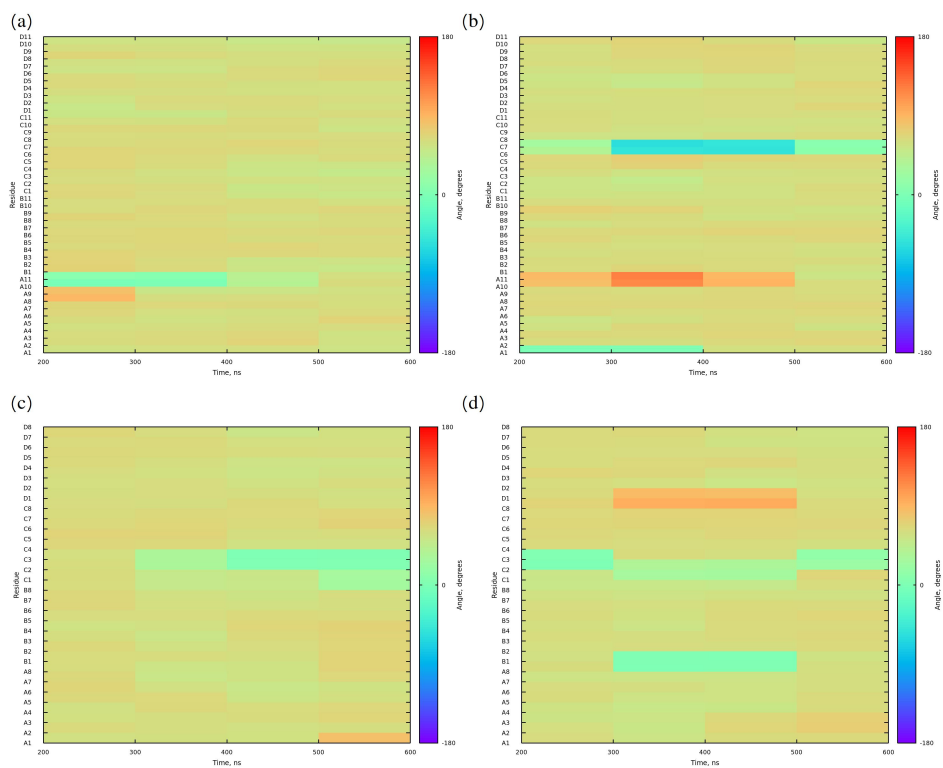 (a)
D11
D10
D9
D8
D7
D6
D5
D4
D3
D2
D1
C11
C10
C9
C8
C7
C6
C5
C4
C3
C2
C1
B11
B10
B9
B8
B7
B6
B5
B4
B3
B2
B1
A11
A10
A9
A8
A7
A6
A5
A4
A3
A2
A1
Residue
200 300 400 500 600
Time, ns
180
0
-180
Angle, degrees
(b)
D11
D10
D9
D8
D7
D6
D5
D4
D3
D2
D1
C11
C10
C9
C8
C7
C6
C5
C4
C3
C2
C1
B11
B10
B9
B8
B7
B6
B5
B4
B3
B2
B1
A11
A10
A9
A8
A7
A6
A5
A4
A3
A2
A1
Residue
200 300 400 500 600
Time, ns
180
0
-180
Angle, degrees
(c)
D8
D7
D6
D5
D4
D3
D2
D1
C8
C7
C6
C5
C4
C3
C2
C1
B8
B7
B6
B5
B4
B3
B2
B1
A8
A7
A6
A5
A4
A3
A2
A1
Residue
200 300 400 500 600
Time, ns
180
0
-180
Angle, degrees
(d)
D8
D7
D6
D5
D4
D3
D2
D1
C8
C7
C6
C5
C4
C3
C2
C1
B8
B7
B6
B5
B4
B3
B2
B1
A8
A7
A6
A5
A4
A3
A2
A1
Residue
200 300 400 500 600
Time, ns
180
0
-180
Angle, degrees